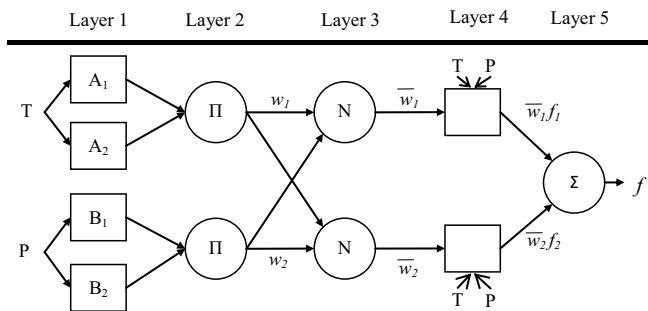 Layer 1 Layer 2 Layer 3 Layer 4 Layer 5
T P
A₁
w₁ w̅₁
T Π N w̅₁f₁
A₂
Σ f
B₁
P Π N w̅₂f₂
w₂ w̅₂
B₂
T P